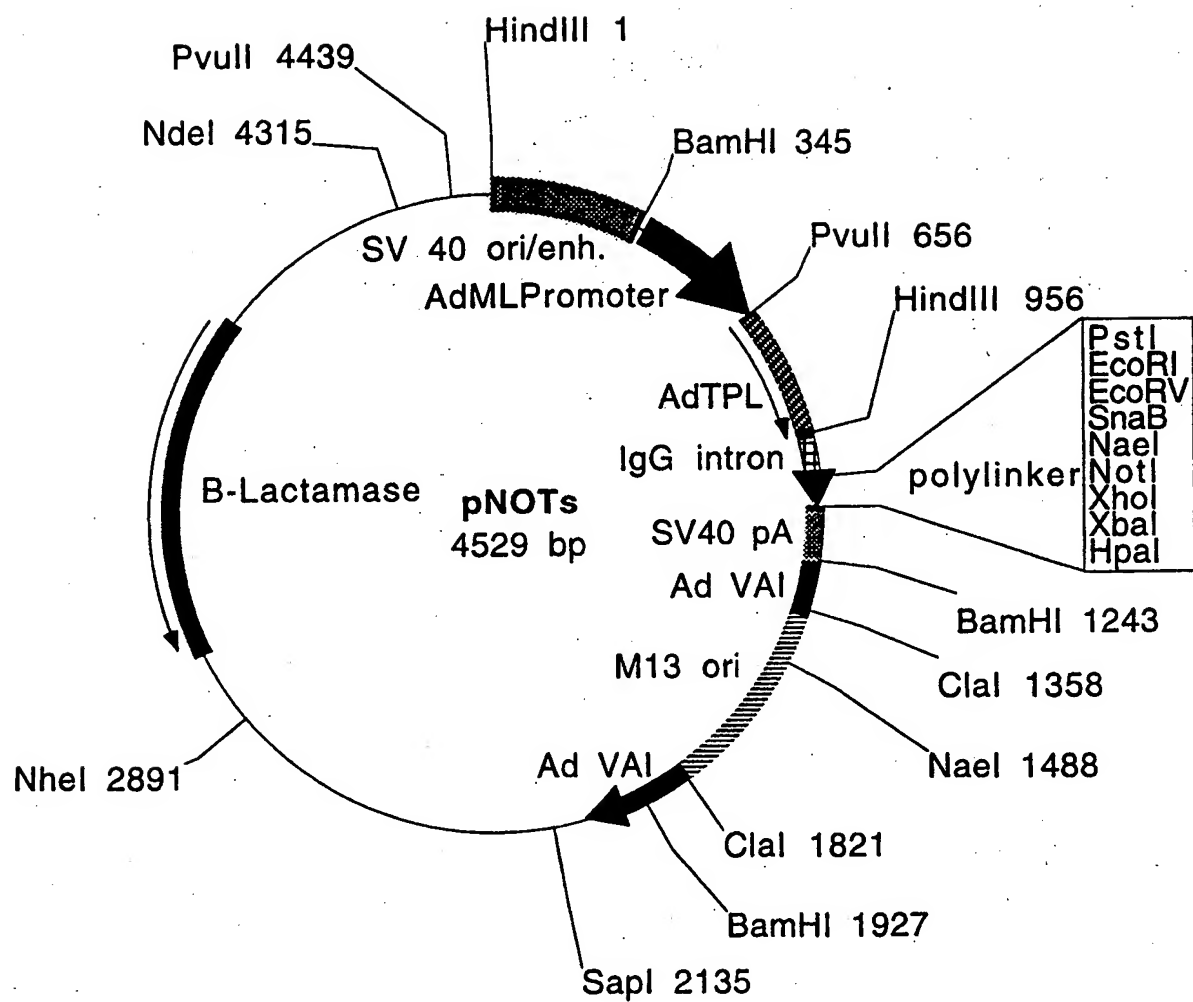 HindIII 1
PvuII 4439
NdeI 4315
BamHI 345
SV 40 ori/enh.
PvuII 656
AdMLPromoter
HindIII 956
PstI
EcoRI
EcoRV
SnaB
NaeI
NotI
XhoI
XbaI
HpaI
AdTPL
IgG intron
polylinker
B-Lactamase
pNOTs
4529 bp
SV40 pA
Ad VAI
BamHI 1243
M13 ori
ClaI 1358
NheI 2891
Ad VAI
NaeI 1488
ClaI 1821
BamHI 1927
SapI 2135